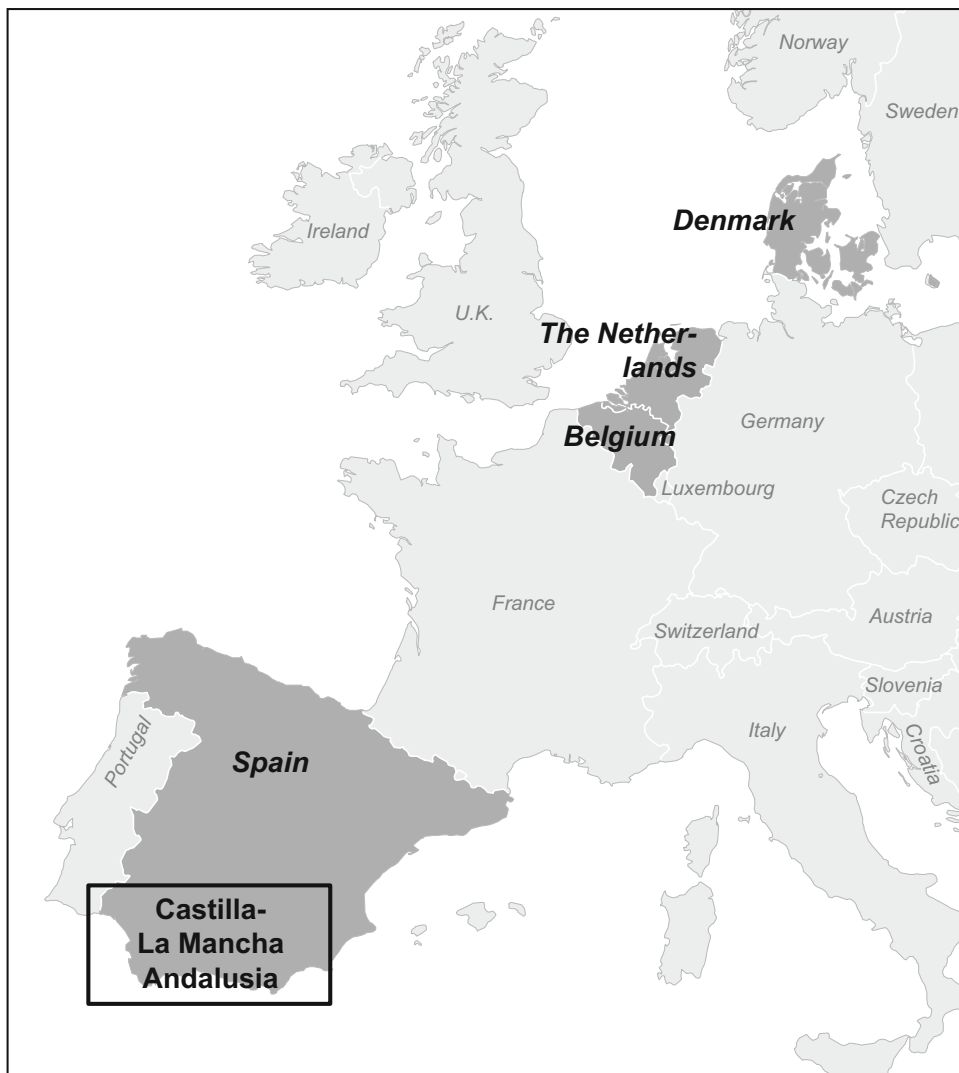 Norway
Sweden
Denmark
Ireland
U.K.
The Nether-
lands
Germany
Belgium
Luxembourg
Czech
Republic
France
Austria
Switzerland
Slovenia
Croatia
Italy
Portugal
Spain
Castilla-
La Mancha
Andalusia